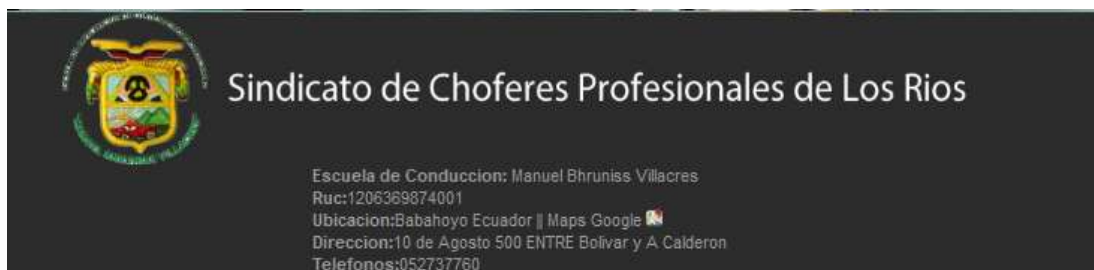 Sindicato de Choferes Profesionales de Los Rios
Escuela de Conduccion: Manuel Bhruniss Villacres
Ruc:1206369874001
Ubicacion:Babahoyo Ecuador || Maps Google
Direccion:10 de Agosto 500 ENTRE Bolivar y A Calderon
Telefonos:052737760